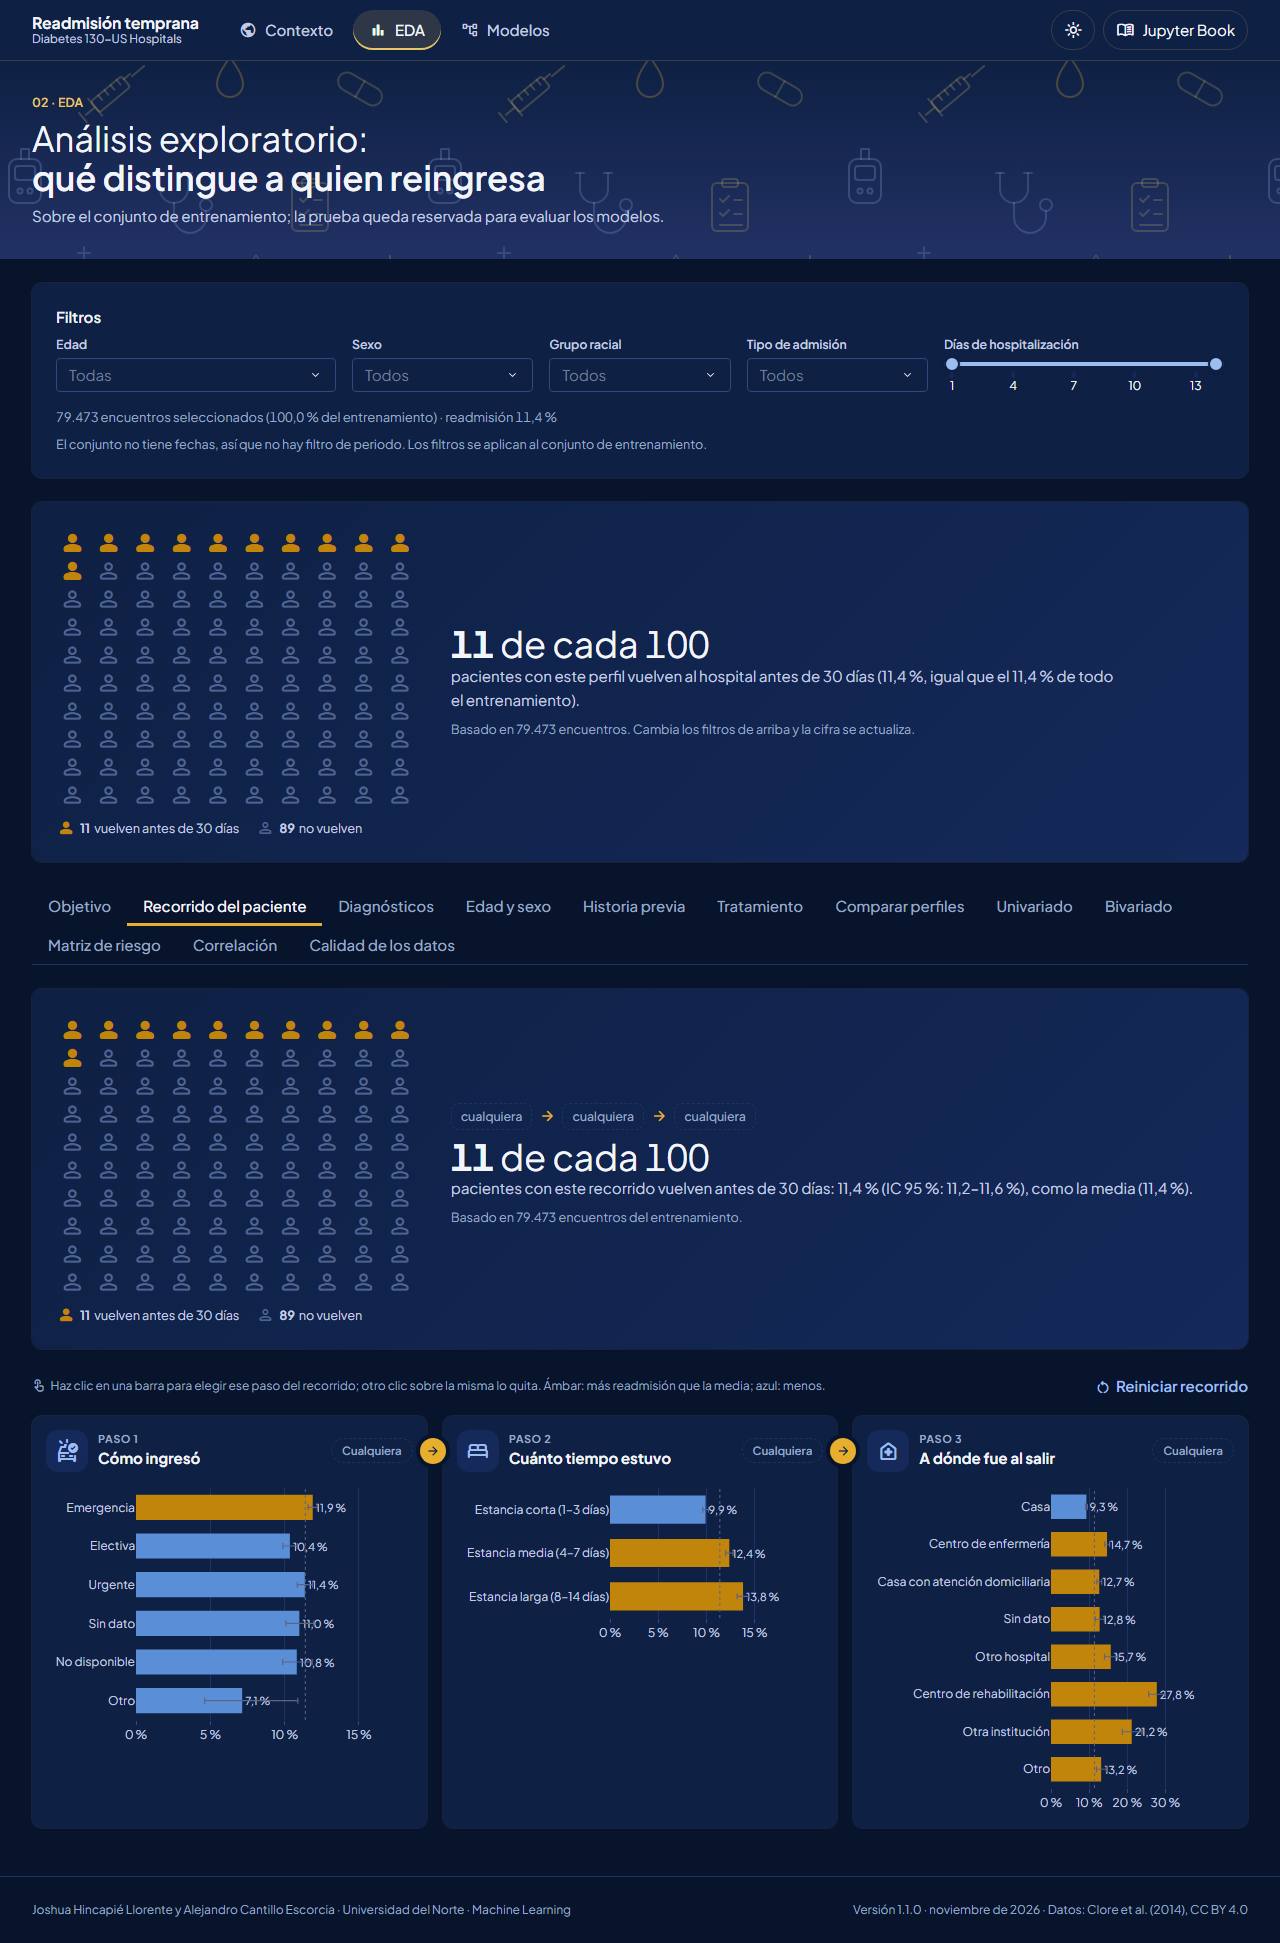 Readmisión temprana
Diabetes 130-US Hospitals
Contexto
EDA
Modelos
Jupyter Book
02 · EDA
Análisis exploratorio:
qué distingue a quien reingresa
Sobre el conjunto de entrenamiento; la prueba queda reservada para evaluar los modelos.
Filtros
Edad
Sexo
Grupo racial
Tipo de admisión
Días de hospitalización
Todas
Todos
Todos
Todos
1 4 7 10 13
79.473 encuentros seleccionados (100,0 % del entrenamiento) · readmisión 11,4 %
El conjunto no tiene fechas, así que no hay filtro de periodo. Los filtros se aplican al conjunto de entrenamiento.
11 de cada 100
pacientes con este perfil vuelven al hospital antes de 30 días (11,4 %, igual que el 11,4 % de todo
el entrenamiento).
Basado en 79.473 encuentros. Cambia los filtros de arriba y la cifra se actualiza.
11 vuelven antes de 30 días
89 no vuelven
Objetivo
Recorrido del paciente
Diagnósticos
Edad y sexo
Historia previa
Tratamiento
Comparar perfiles
Univariado
Bivariado
Matriz de riesgo
Correlación
Calidad de los datos
cualquiera → cualquiera → cualquiera
11 de cada 100
pacientes con este recorrido vuelven antes de 30 días: 11,4 % (IC 95 %: 11,2–11,6 %), como la media (11,4 %).
Basado en 79.473 encuentros del entrenamiento.
11 vuelven antes de 30 días
89 no vuelven
Haz clic en una barra para elegir ese paso del recorrido; otro clic sobre la misma lo quita. Ámbar: más readmisión que la media; azul: menos.
Reiniciar recorrido
PASO 1
Cómo ingresó
Cualquiera
Emergencia 11,9 %
Electiva 10,4 %
Urgente 11,4 %
Sin dato 11,0 %
No disponible 10,8 %
Otro 7,1 %
0 % 5 % 10 % 15 %
PASO 2
Cuánto tiempo estuvo
Cualquiera
Estancia corta (1–3 días) 9,9 %
Estancia media (4–7 días) 12,4 %
Estancia larga (8–14 días) 13,8 %
0 % 5 % 10 % 15 %
PASO 3
A dónde fue al salir
Cualquiera
Casa 9,3 %
Centro de enfermería 14,7 %
Casa con atención domiciliaria 12,7 %
Sin dato 12,8 %
Otro hospital 15,7 %
Centro de rehabilitación 27,8 %
Otra institución 21,2 %
Otro 13,2 %
0 % 10 % 20 % 30 %
Joshua Hincapié Llorente y Alejandro Cantillo Escorcia · Universidad del Norte · Machine Learning
Versión 1.1.0 · noviembre de 2026 · Datos: Clore et al. (2014), CC BY 4.0